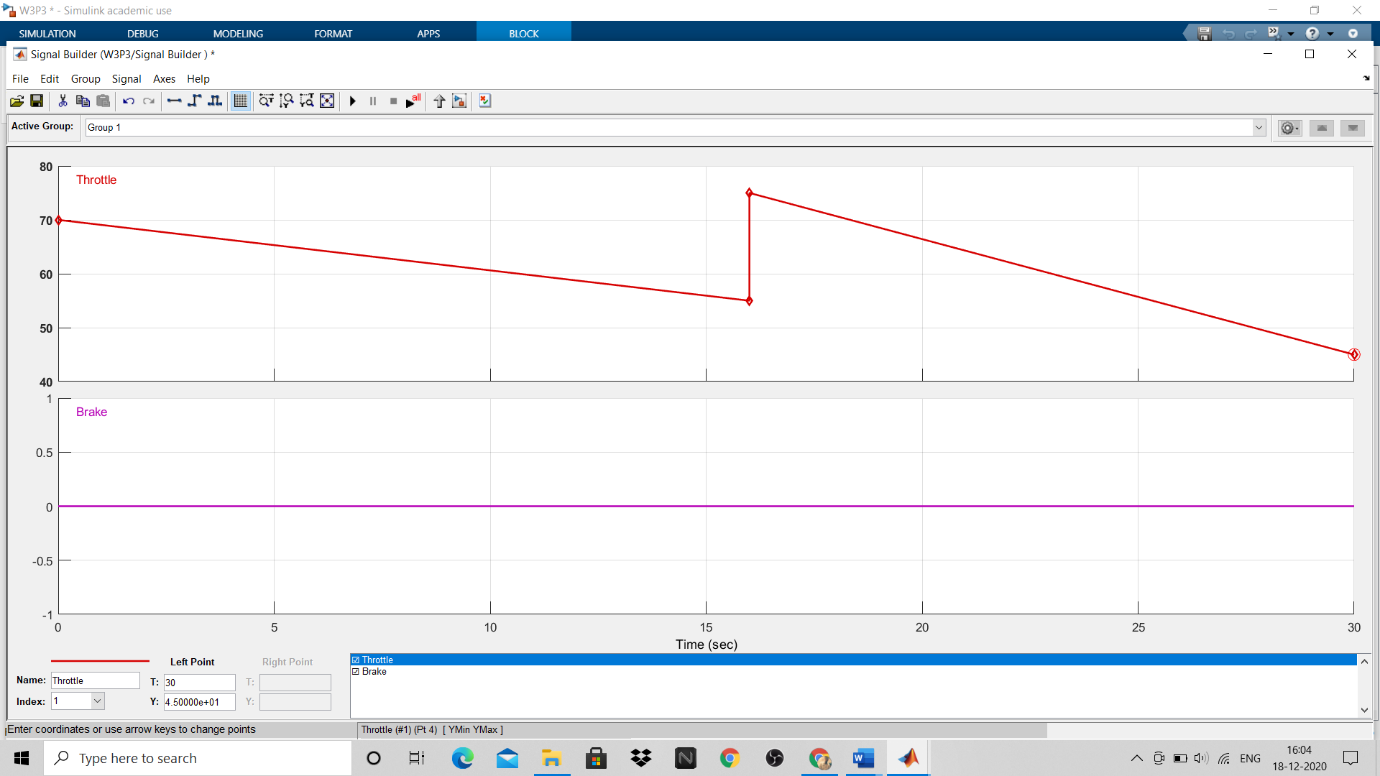 W3P3 * - Simulink academic use
SIMULATION DEBUG MODELING FORMAT APPS BLOCK
Signal Builder (W3P3/Signal Builder ) *
File Edit Group Signal Axes Help
all
Active Group: Group 1
80
Throttle
70
60
50
40
1
Brake
0.5
0
-0.5
-1
0 5 10 15 20 25 30
Time (sec)
Left Point Right Point
Name: Throttle T: 30 T:
Index: 1 Y: 4.50000e+01 Y:
Throttle
Brake
Enter coordinates or use arrow keys to change points
Throttle (#1) (Pt 4) [ YMin YMax ]
Type here to search
ENG
16:04
18-12-2020